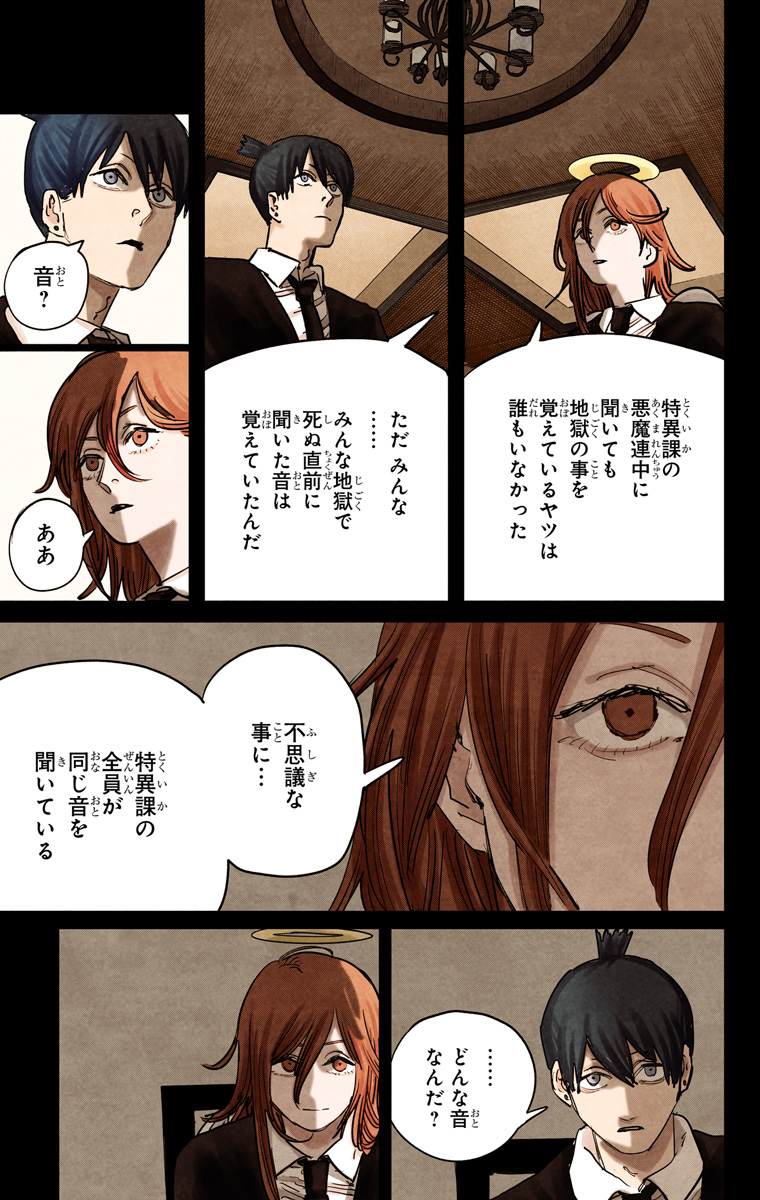 特異課の
悪魔連中に
聞いても
地獄の事を
覚えているヤツは
誰もいなかった
ただ みんな
……
みんな地獄で
死ぬ直前に
聞いた音は
覚えていたんだ
音？
ああ
不思議な
事に…
特異課の
全員が
同じ音を
聞いている
……
どんな音
なんだ？